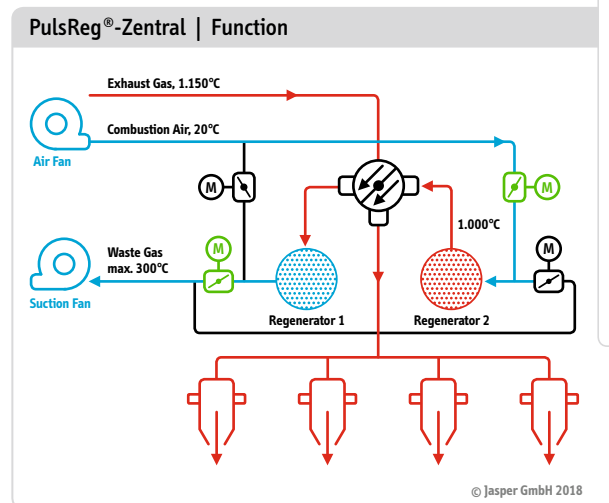 PulsReg®-Zentral | Function
Exhaust Gas, 1.150°C
Combustion Air, 20°C
Air Fan
M
M
1.000°C
Waste Gas
max. 300°C
M
M
Suction Fan
Regenerator 1
Regenerator 2
© Jasper GmbH 2018